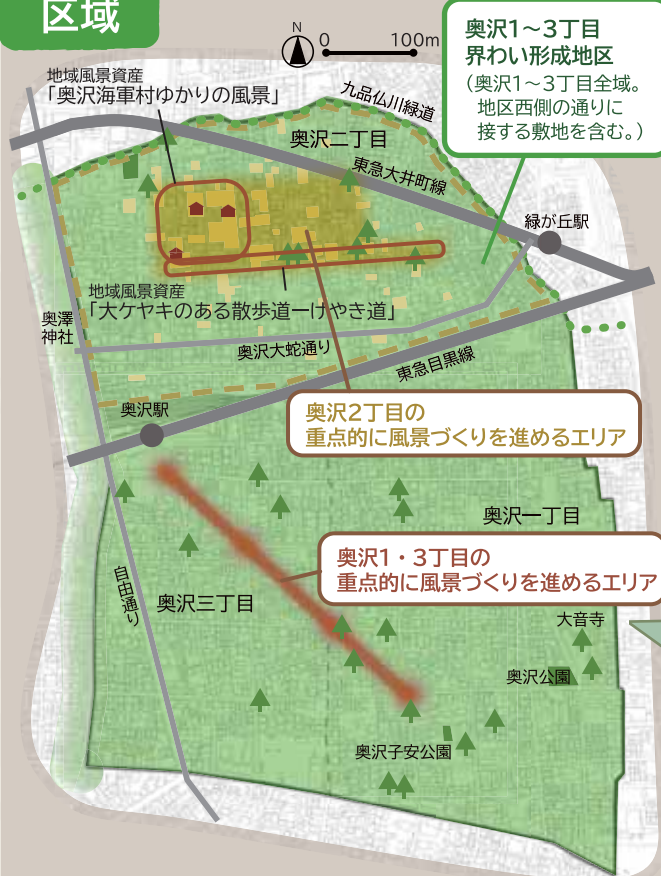 区域
N
0 100m
奥沢1～3丁目
界わい形成地区
（奥沢1～3丁目全域。
地区西側の通りに
接する敷地を含む。）
地域風景資産
「奥沢海軍村ゆかりの風景」
九品仏川緑道
奥沢二丁目
東急大井町線
緑が丘駅
地域風景資産
「大ケヤキのある散歩道ーけやき道」
奥澤
神社
奥沢大蛇通り
東急目黒線
奥沢駅
奥沢2丁目の
重点的に風景づくりを進めるエリア
奥沢一丁目
奥沢1・3丁目の
重点的に風景づくりを進めるエリア
自由通り
奥沢三丁目
大音寺
奥沢公園
奥沢子安公園